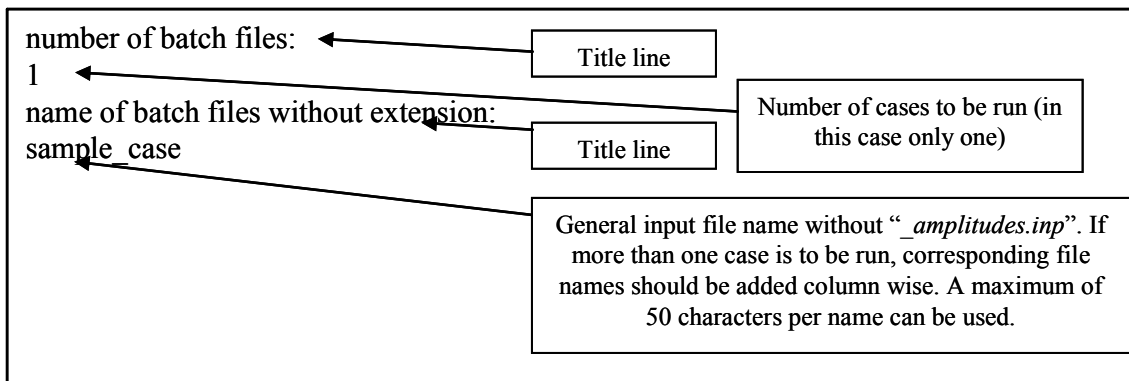 number of batch files:
1
name of batch files without extension:
sample_case
Title line
Number of cases to be run (in
this case only one)
Title line
General input file name without “_amplitudes.inp”. If
more than one case is to be run, corresponding file
names should be added column wise. A maximum of
50 characters per name can be used.